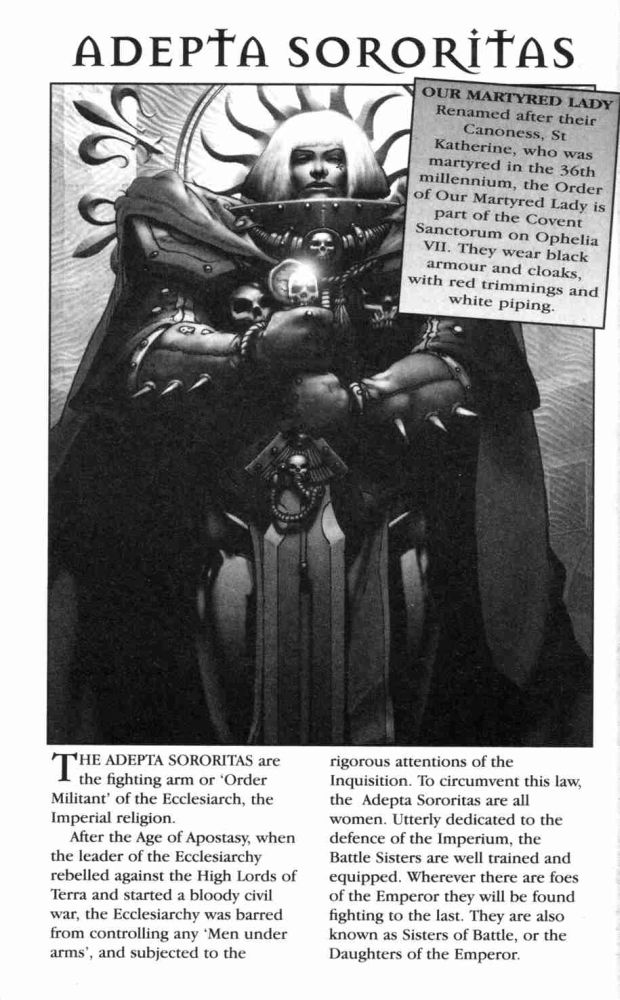 ADEPTA SORORITAS
OUR MARTYRED LADY
Renamed after their
Canoness, St
Katherine, who was
martyred in the 36th
millennium, the Order
of Our Martyred Lady is
part of the Covent
Sanctorum on Ophelia
VII. They wear black
armour and cloaks,
with red trimmings and
white piping.
THE ADEPTA SORORITAS are
the fighting arm or ‘Order
Militant’ of the Ecclesiarch, the
Imperial religion.
After the Age of Apostasy, when
the leader of the Ecclesiarchy
rebelled against the High Lords of
Terra and started a bloody civil
war, the Ecclesiarchy was barred
from controlling any ‘Men under
arms’, and subjected to the
rigorous attentions of the
Inquisition. To circumvent this law,
the Adepta Sororitas are all
women. Utterly dedicated to the
defence of the Imperium, the
Battle Sisters are well trained and
equipped. Wherever there are foes
of the Emperor they will be found
fighting to the last. They are also
known as Sisters of Battle, or the
Daughters of the Emperor.